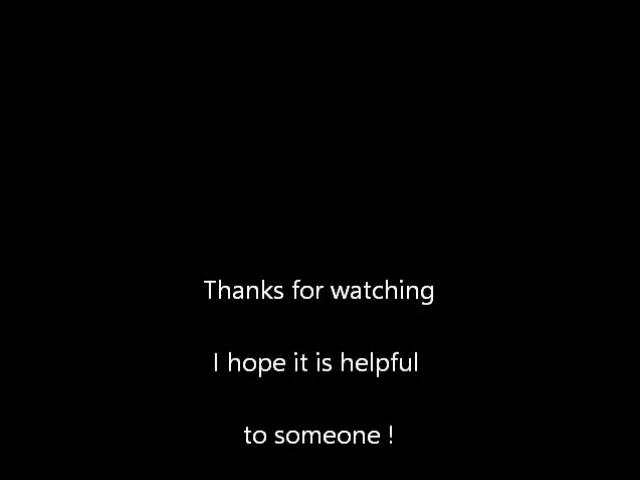 Thanks for watching
I hope it is helpful
to someone !